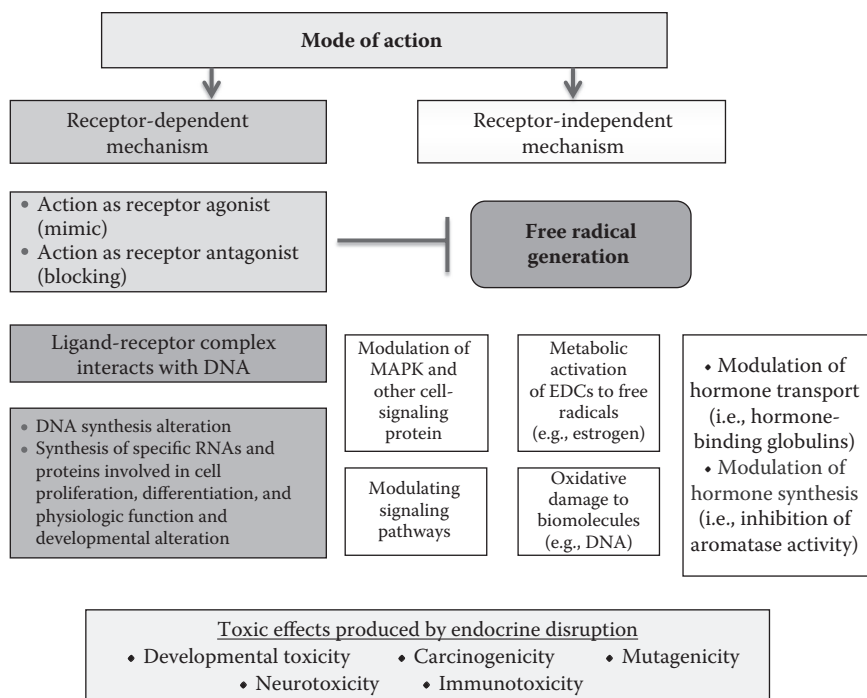 Mode of action
Receptor-dependent
mechanism
Receptor-independent
mechanism
• Action as receptor agonist
(mimic)
• Action as receptor antagonist
(blocking)
Free radical
generation
Ligand-receptor complex
interacts with DNA
• DNA synthesis alteration
• Synthesis of specific RNAs and
proteins involved in cell
proliferation, differentiation, and
physiologic function and
developmental alteration
Modulation of
MAPK and
other cell-
signaling
protein
Modulating
signaling
pathways
Metabolic
activation
of EDCs to free
radicals
(e.g., estrogen)
Oxidative
damage to
biomolecules
(e.g., DNA)
• Modulation of
hormone transport
(i.e., hormone-
binding globulins)
• Modulation of
hormone synthesis
(i.e., inhibition of
aromatase activity)
Toxic effects produced by endocrine disruption
• Developmental toxicity • Carcinogenicity • Mutagenicity
• Neurotoxicity • Immunotoxicity